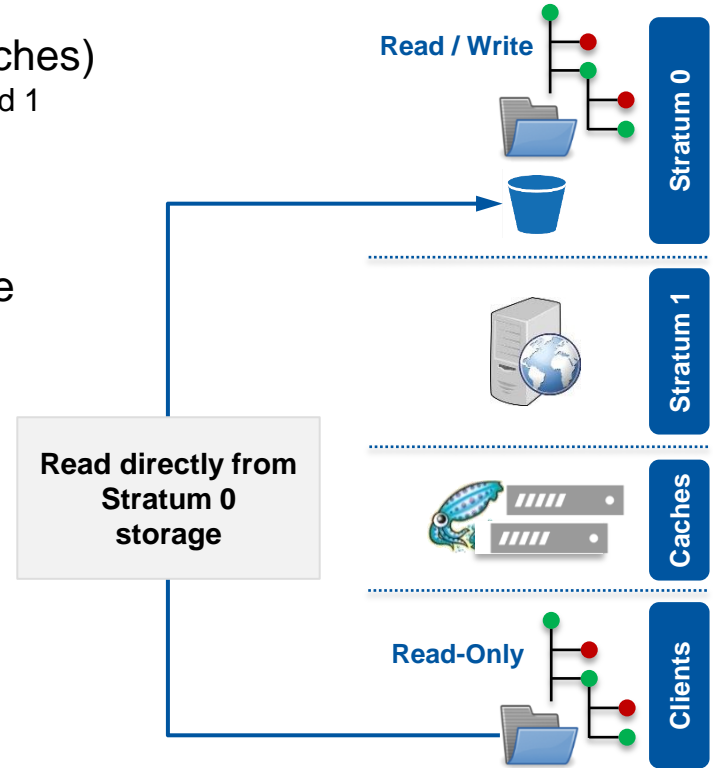 ches)
d 1
e
Read / Write
Stratum 0
Stratum 1
Read directly from
Stratum 0
storage
Caches
Read-Only
Clients